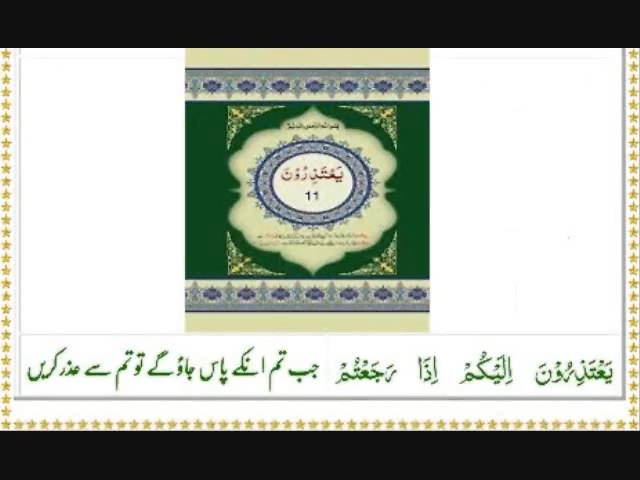 يَعْتَذِرُوْنَ
11
يَعْتَذِرُوْنَ اِلَيْكُمْ اِذَا رَجَعْتُمْ جب تم انکے پاس جاؤ گے تو تم سے عذر کریں